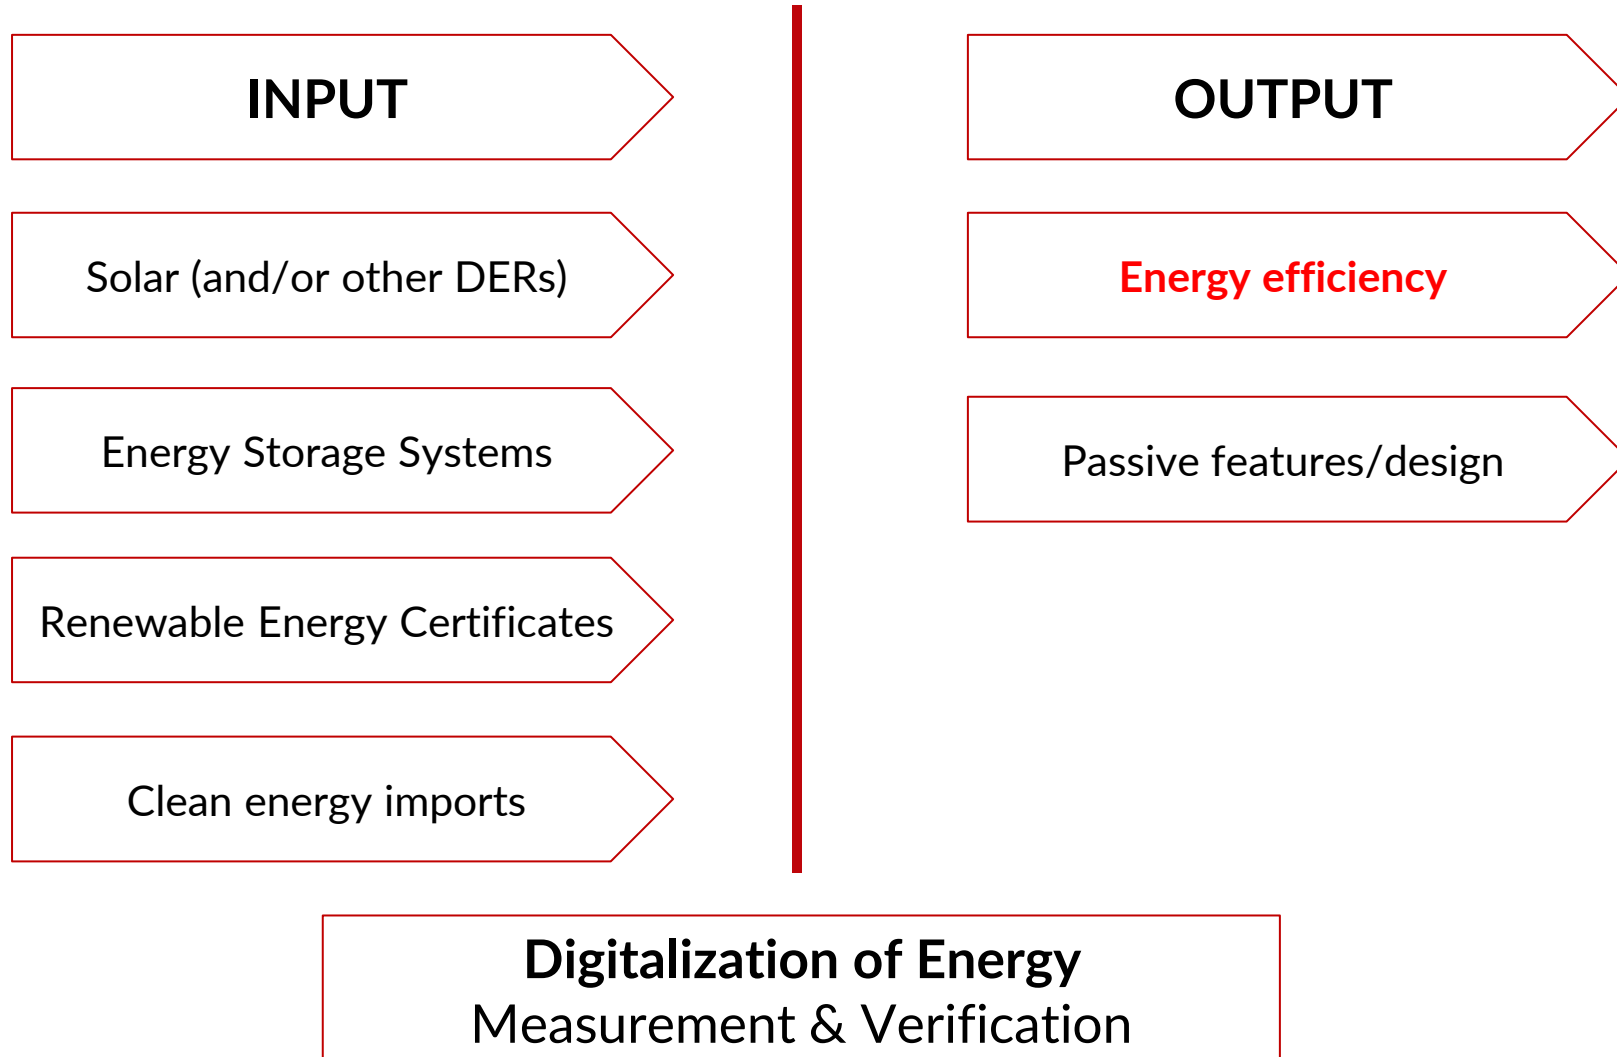 INPUT
Solar (and/or other DERs)
Energy Storage Systems
Renewable Energy Certificates
Clean energy imports
OUTPUT
Energy efficiency
Passive features/design
Digitalization of Energy
Measurement & Verification